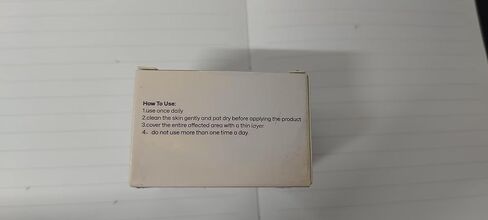 How To Use:
1.use once daily
2.clean the skin gently and pat dry before applying the product
3.cover the entire affected area with a thin layer.
4. do not use more than one time a day